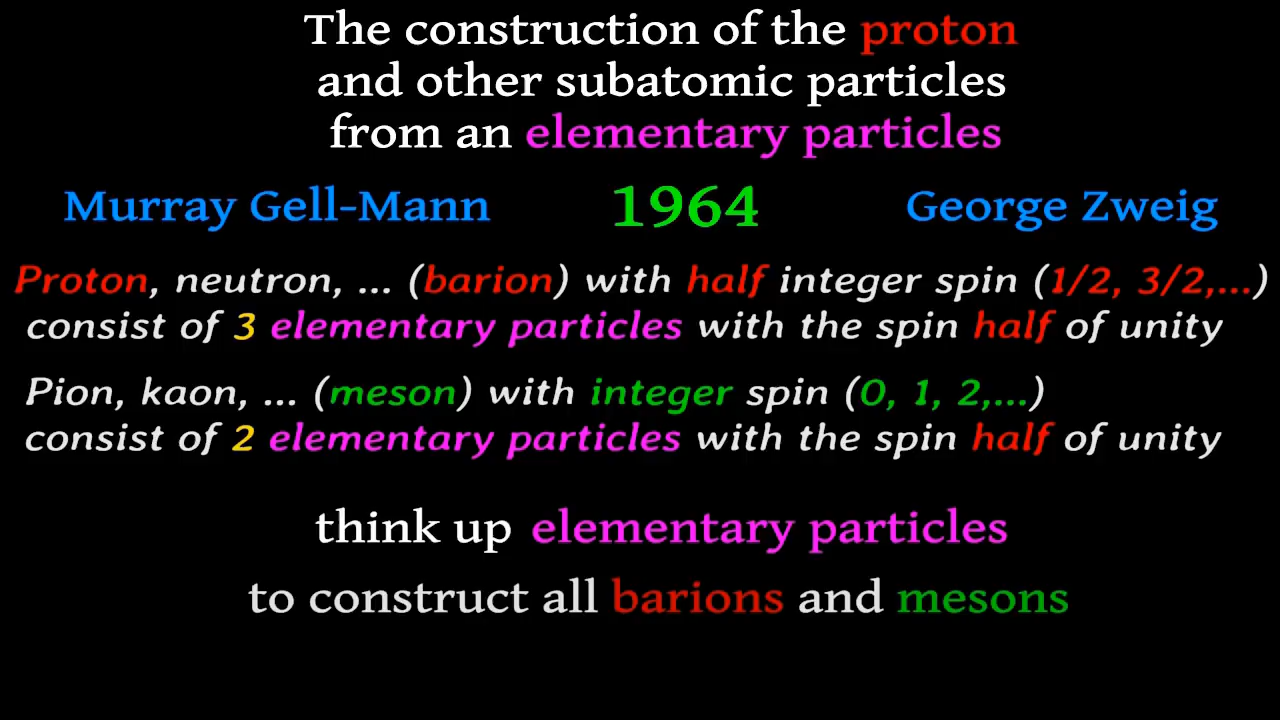 The construction of the proton
and other subatomic particles
from an elementary particles
Murray Gell-Mann 1964 George Zweig
Proton, neutron, ... (barion) with half integer spin (1/2, 3/2,...)
consist of 3 elementary particles with the spin half of unity
Pion, kaon, ... (meson) with integer spin (0, 1, 2,...)
consist of 2 elementary particles with the spin half of unity
think up elementary particles
to construct all barions and mesons